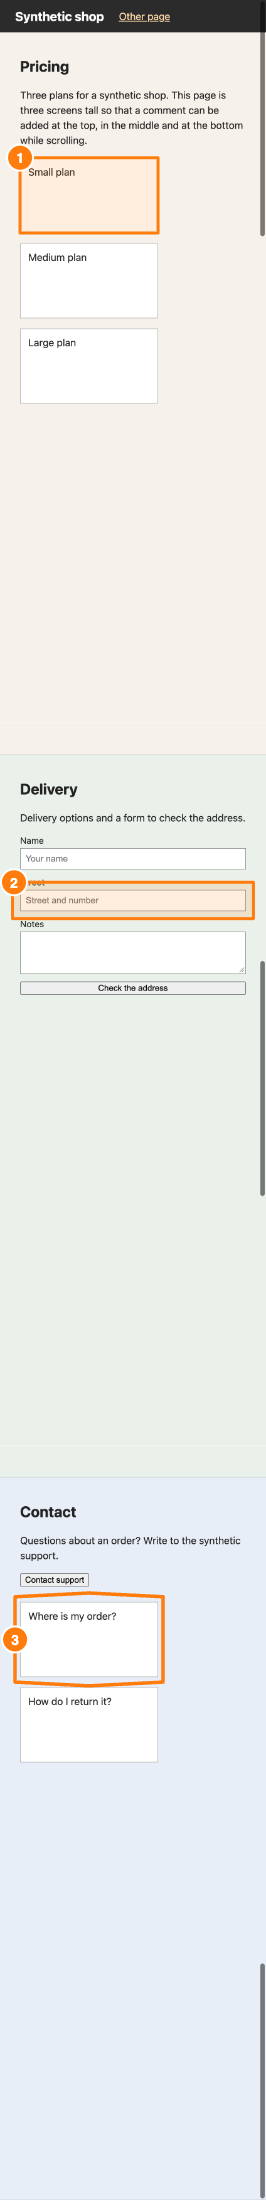 Synthetic shop Other page
Pricing
Three plans for a synthetic shop. This page is
three screens tall so that a comment can be
added at the top, in the middle and at the bottom
while scrolling.
1
Small plan
Medium plan
Large plan
Delivery
Delivery options and a form to check the address.
Name
Your name
2
Street and number
Notes
Check the address
Contact
Questions about an order? Write to the synthetic
support.
Contact support
Where is my order?
3
How do I return it?